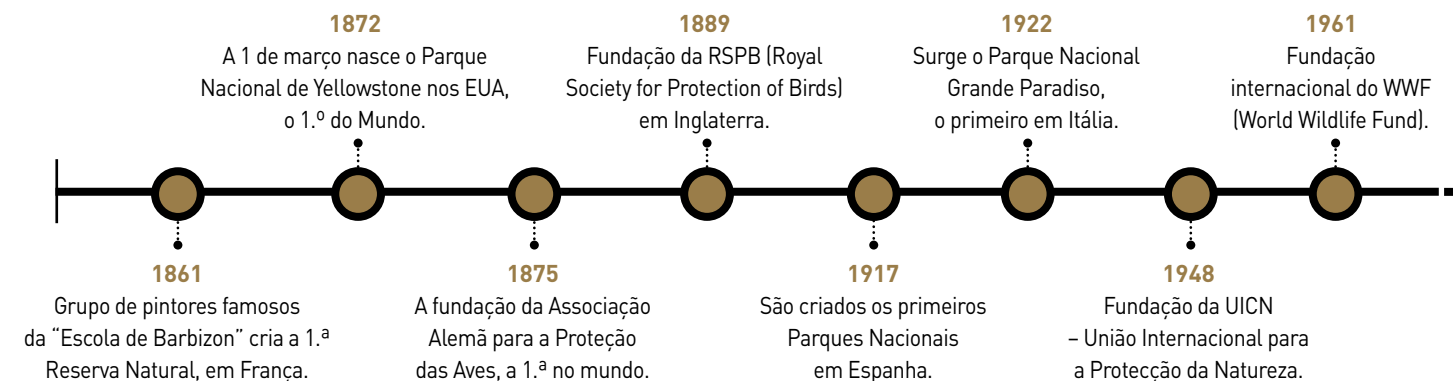 1872
A 1 de março nasce o Parque
Nacional de Yellowstone nos EUA,
o 1.º do Mundo.
1889
Fundação da RSPB (Royal
Society for Protection of Birds)
em Inglaterra.
1922
Surge o Parque Nacional
Grande Paradiso,
o primeiro em Itália.
1961
Fundação
internacional do WWF
(World Wildlife Fund).
1861
Grupo de pintores famosos
da “Escola de Barbizon” cria a 1.ª
Reserva Natural, em França.
1875
A fundação da Associação
Alemã para a Proteção
das Aves, a 1.ª no mundo.
1917
São criados os primeiros
Parques Nacionais
em Espanha.
1948
Fundação da UICN
– União Internacional para
a Protecção da Natureza.